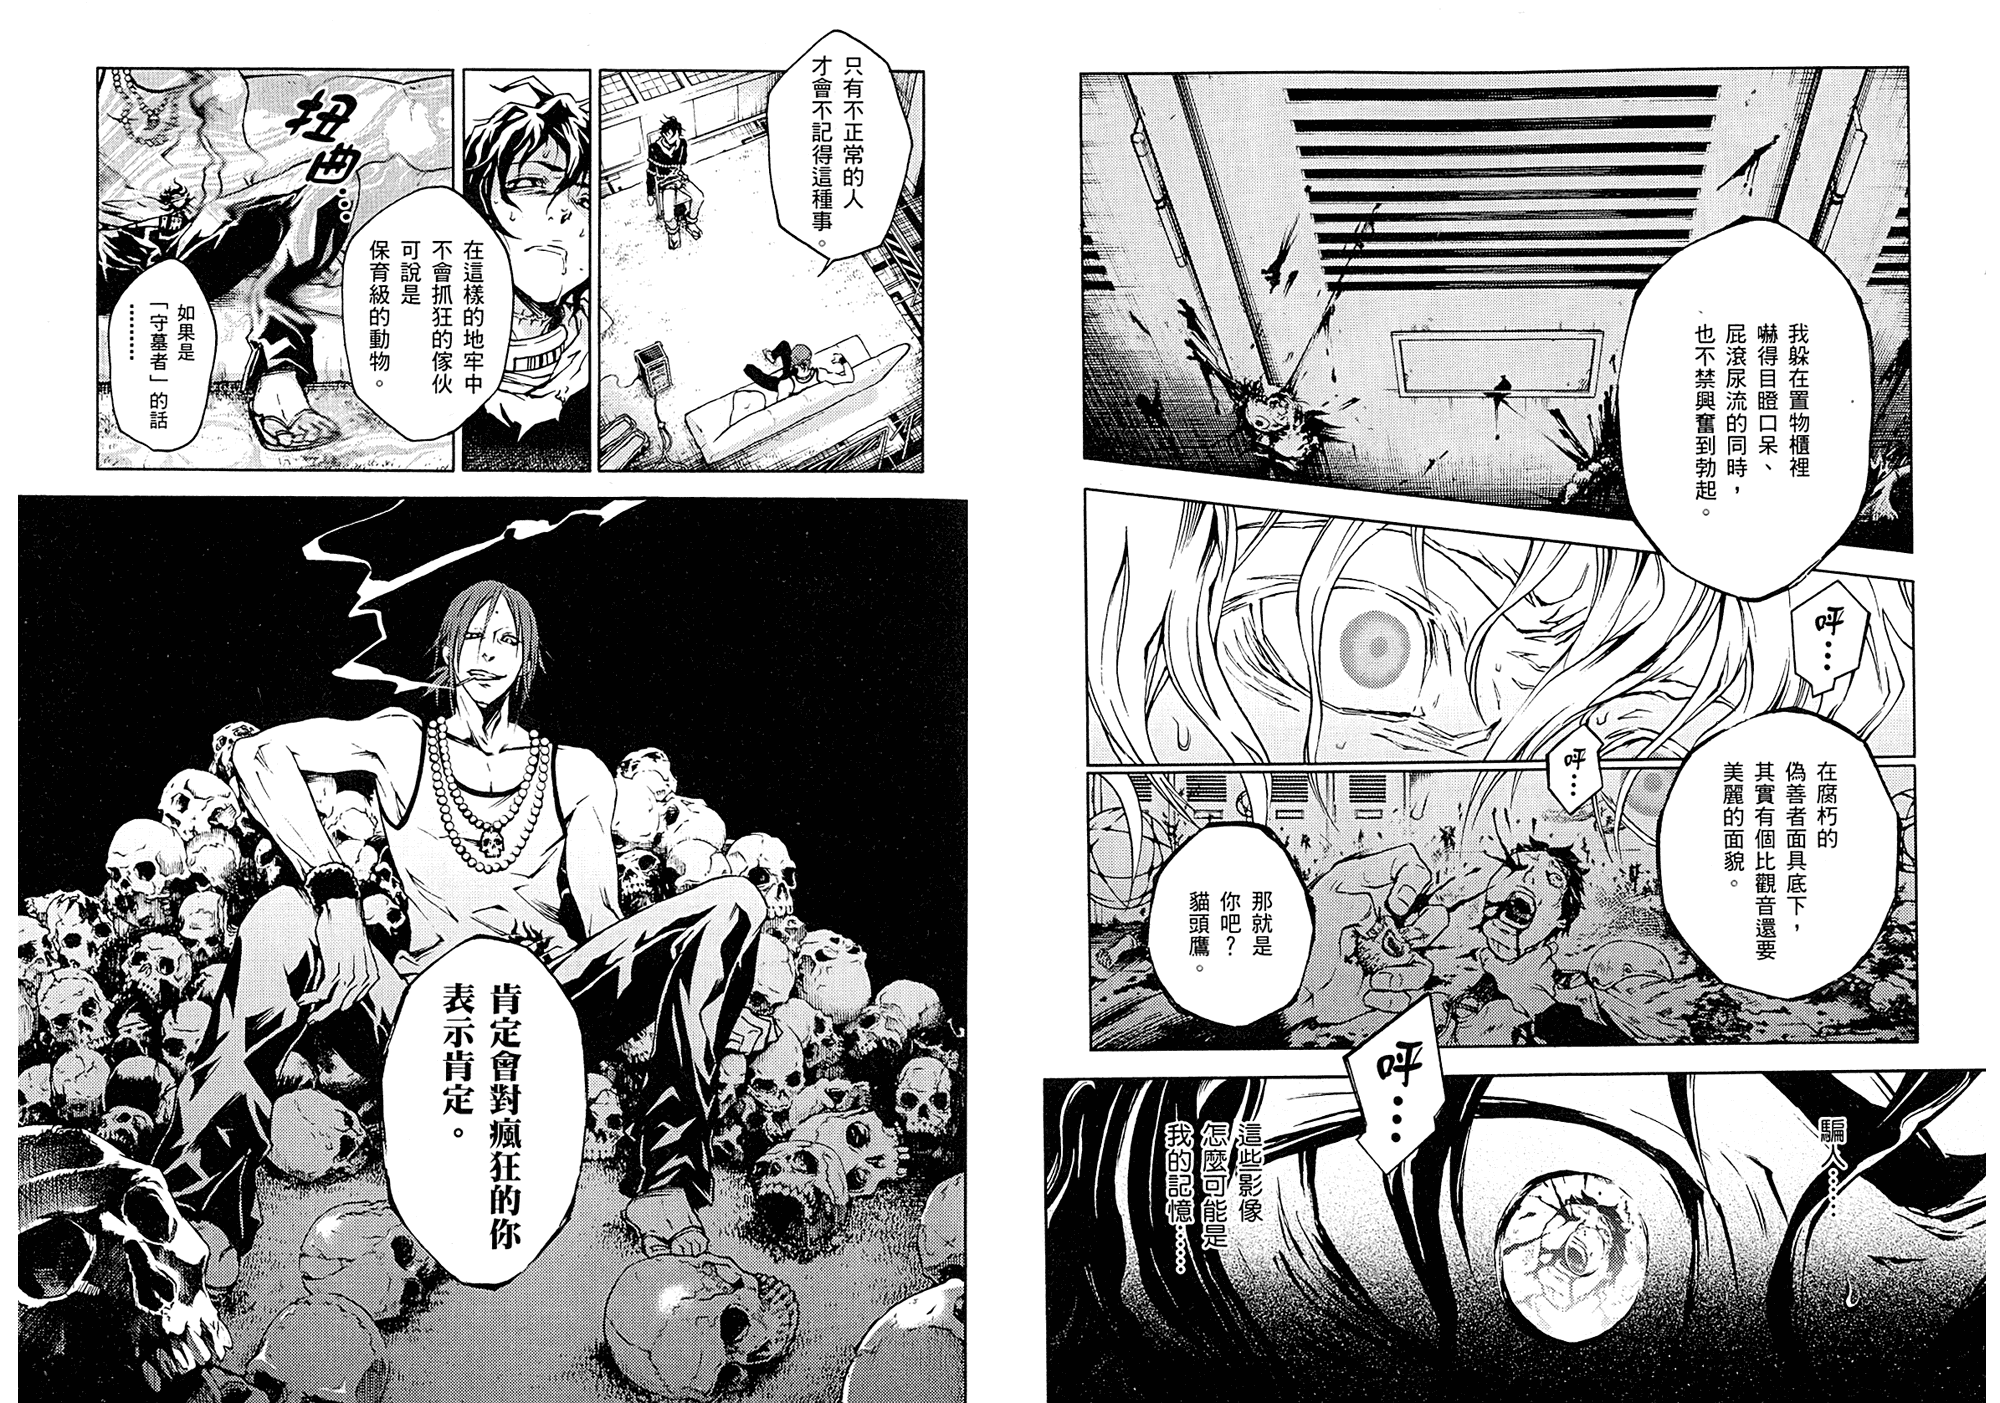 我躲在置物櫃裡
嚇得目瞪口呆、
屁滾尿流的同時，
也不禁興奮到勃起。
呼……
在腐朽的
偽善者面具底下，
其實有個比觀音還要
美麗的面貌。
呼…
那就是
你吧？
貓頭鷹。
騙人……
呼……
這些影像
怎麼可能是
我的記憶……
只有不正常的人
才會不記得這種事。
在這樣的地牢中
不會抓狂的傢伙
可說是
保育級的動物。
扭曲……
如果是
「守墓者」的話
………
肯定會對瘋狂的你
表示肯定。